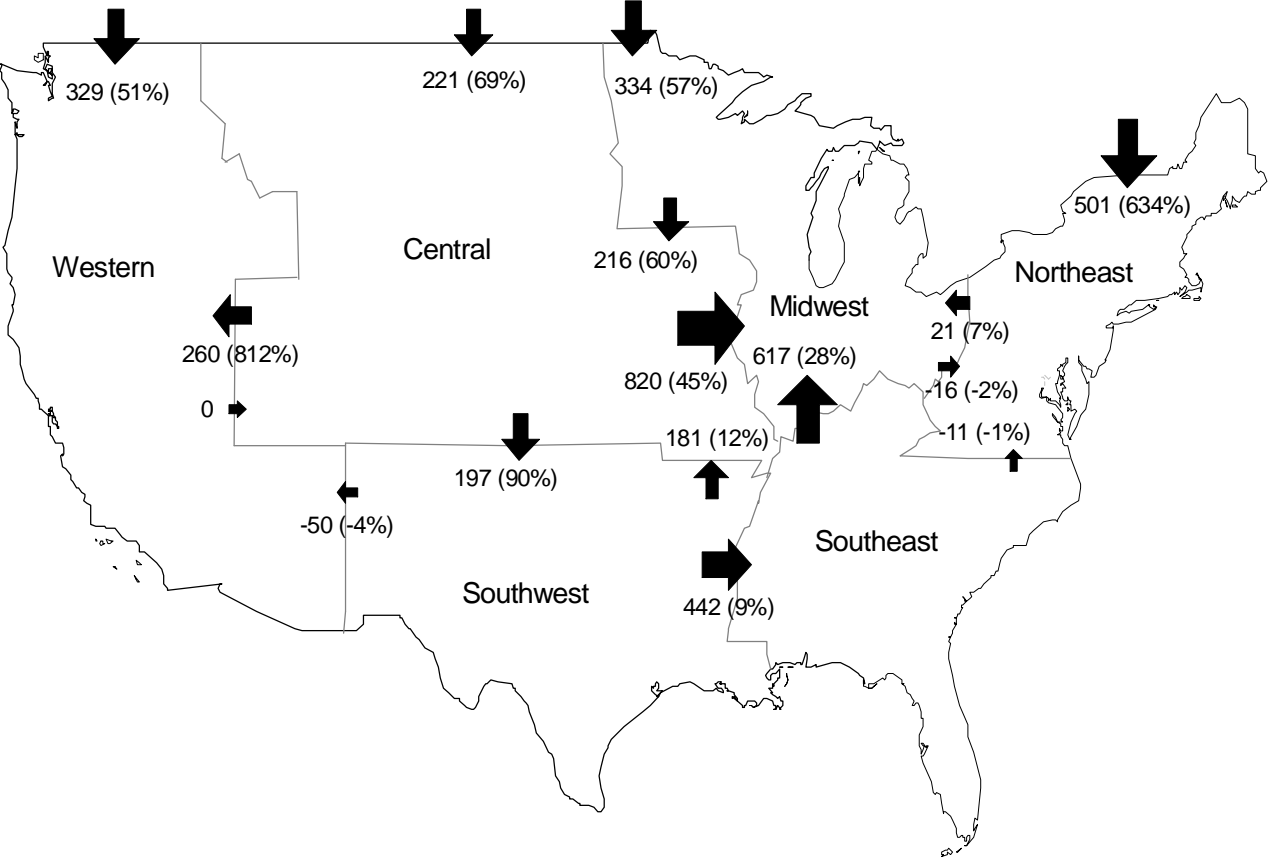 329 (51%)
221 (69%)
334 (57%)
501 (634%)
216 (60%)
Central
Western
Northeast
Midwest
21 (7%)
260 (812%)
617 (28%)
820 (45%)
-16 (-2%)
0
181 (12%)
-11 (-1%)
197 (90%)
-50 (-4%)
Southeast
Southwest
442 (9%)